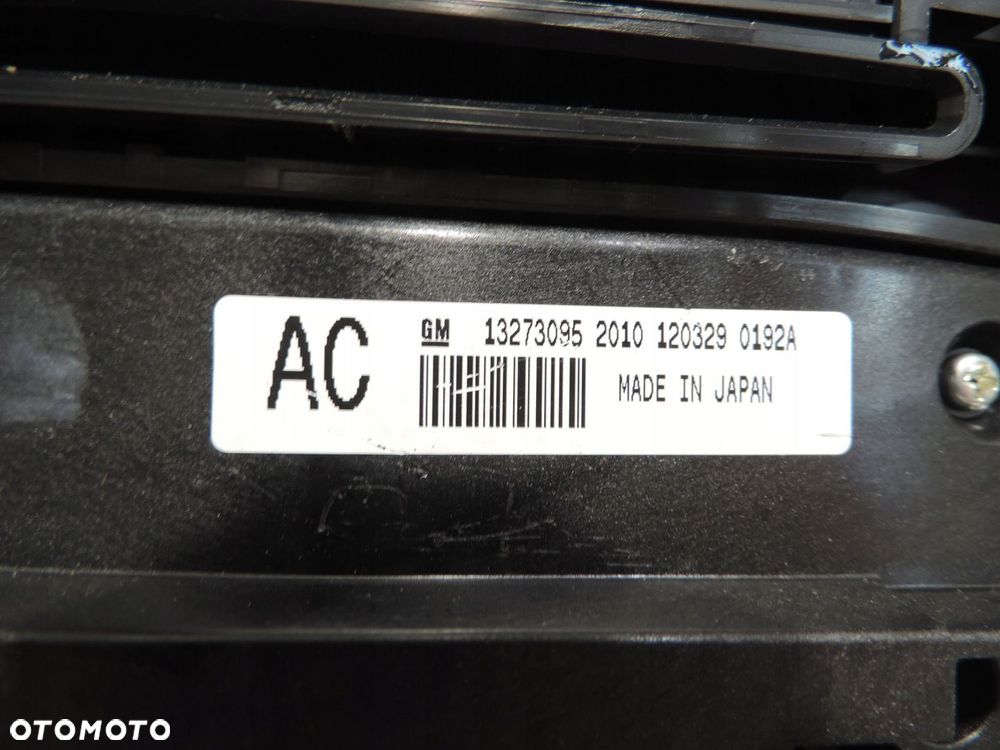 AC
GM 13273095 2010 120329 0192A
MADE IN JAPAN
OTOMOTO